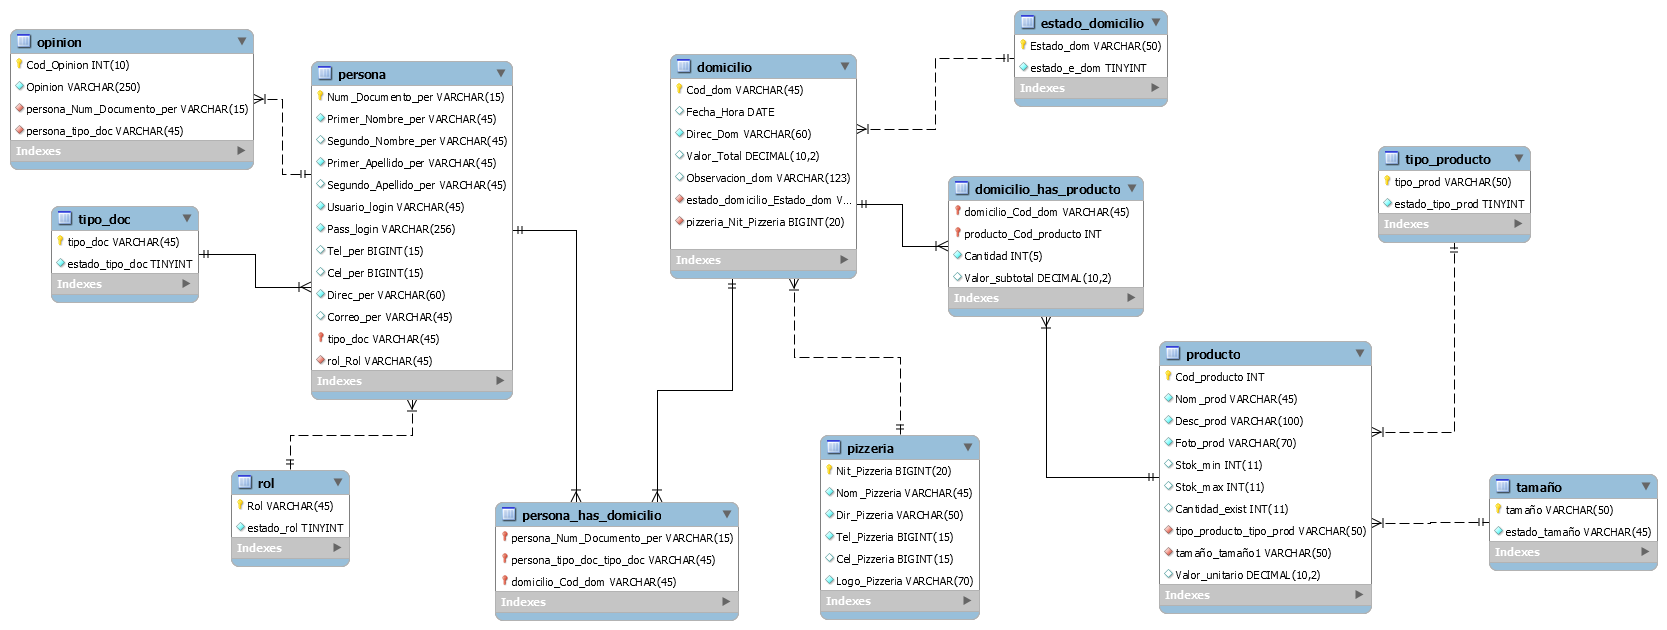 opinion
Cod_Opinion INT(10)
Opinion VARCHAR(250)
persona_Num_Documento_per VARCHAR(15)
persona_tipo_doc VARCHAR(45)
Indexes
tipo_doc
tipo_doc VARCHAR(45)
estado_tipo_doc TINYINT
Indexes
persona
Num_Documento_per VARCHAR(15)
Primer_Nombre_per VARCHAR(45)
Segundo_Nombre_per VARCHAR(45)
Primer_Apellido_per VARCHAR(45)
Segundo_Apellido_per VARCHAR(45)
Usuario_login VARCHAR(45)
Pass_login VARCHAR(256)
Tel_per BIGINT(15)
Cel_per BIGINT(15)
Direc_per VARCHAR(60)
Correo_per VARCHAR(45)
tipo_doc VARCHAR(45)
rol_Rol VARCHAR(45)
Indexes
rol
Rol VARCHAR(45)
estado_rol TINYINT
Indexes
persona_has_domicilio
persona_Num_Documento_per VARCHAR(15)
persona_tipo_doc_tipo_doc VARCHAR(45)
domicilio_Cod_dom VARCHAR(45)
Indexes
domicilio
Cod_dom VARCHAR(45)
Fecha_Hora DATE
Direc_Dom VARCHAR(60)
Valor_Total DECIMAL(10,2)
Observacion_dom VARCHAR(123)
estado_domicilio_Estado_dom V...
pizzeria_Nit_Pizzeria BIGINT(20)
Indexes
pizzeria
Nit_Pizzeria BIGINT(20)
Nom_Pizzeria VARCHAR(45)
Dir_Pizzeria VARCHAR(50)
Tel_Pizzeria BIGINT(15)
Cel_Pizzeria BIGINT(15)
Logo_Pizzeria VARCHAR(70)
Indexes
estado_domicilio
Estado_dom VARCHAR(50)
estado_e_dom TINYINT
Indexes
domicilio_has_producto
domicilio_Cod_dom VARCHAR(45)
producto_Cod_producto INT
Cantidad INT(5)
Valor_subtotal DECIMAL(10,2)
Indexes
tipo_producto
tipo_prod VARCHAR(50)
estado_tipo_prod TINYINT
Indexes
producto
Cod_producto INT
Nom_prod VARCHAR(45)
Desc_prod VARCHAR(100)
Foto_prod VARCHAR(70)
Stok_min INT(11)
Stok_max INT(11)
Cantidad_exist INT(11)
tipo_producto_tipo_prod VARCHAR(50)
tamaño_tamaño1 VARCHAR(50)
Valor_unitario DECIMAL(10,2)
Indexes
tamaño
tamaño VARCHAR(50)
estado_tamaño VARCHAR(45)
Indexes